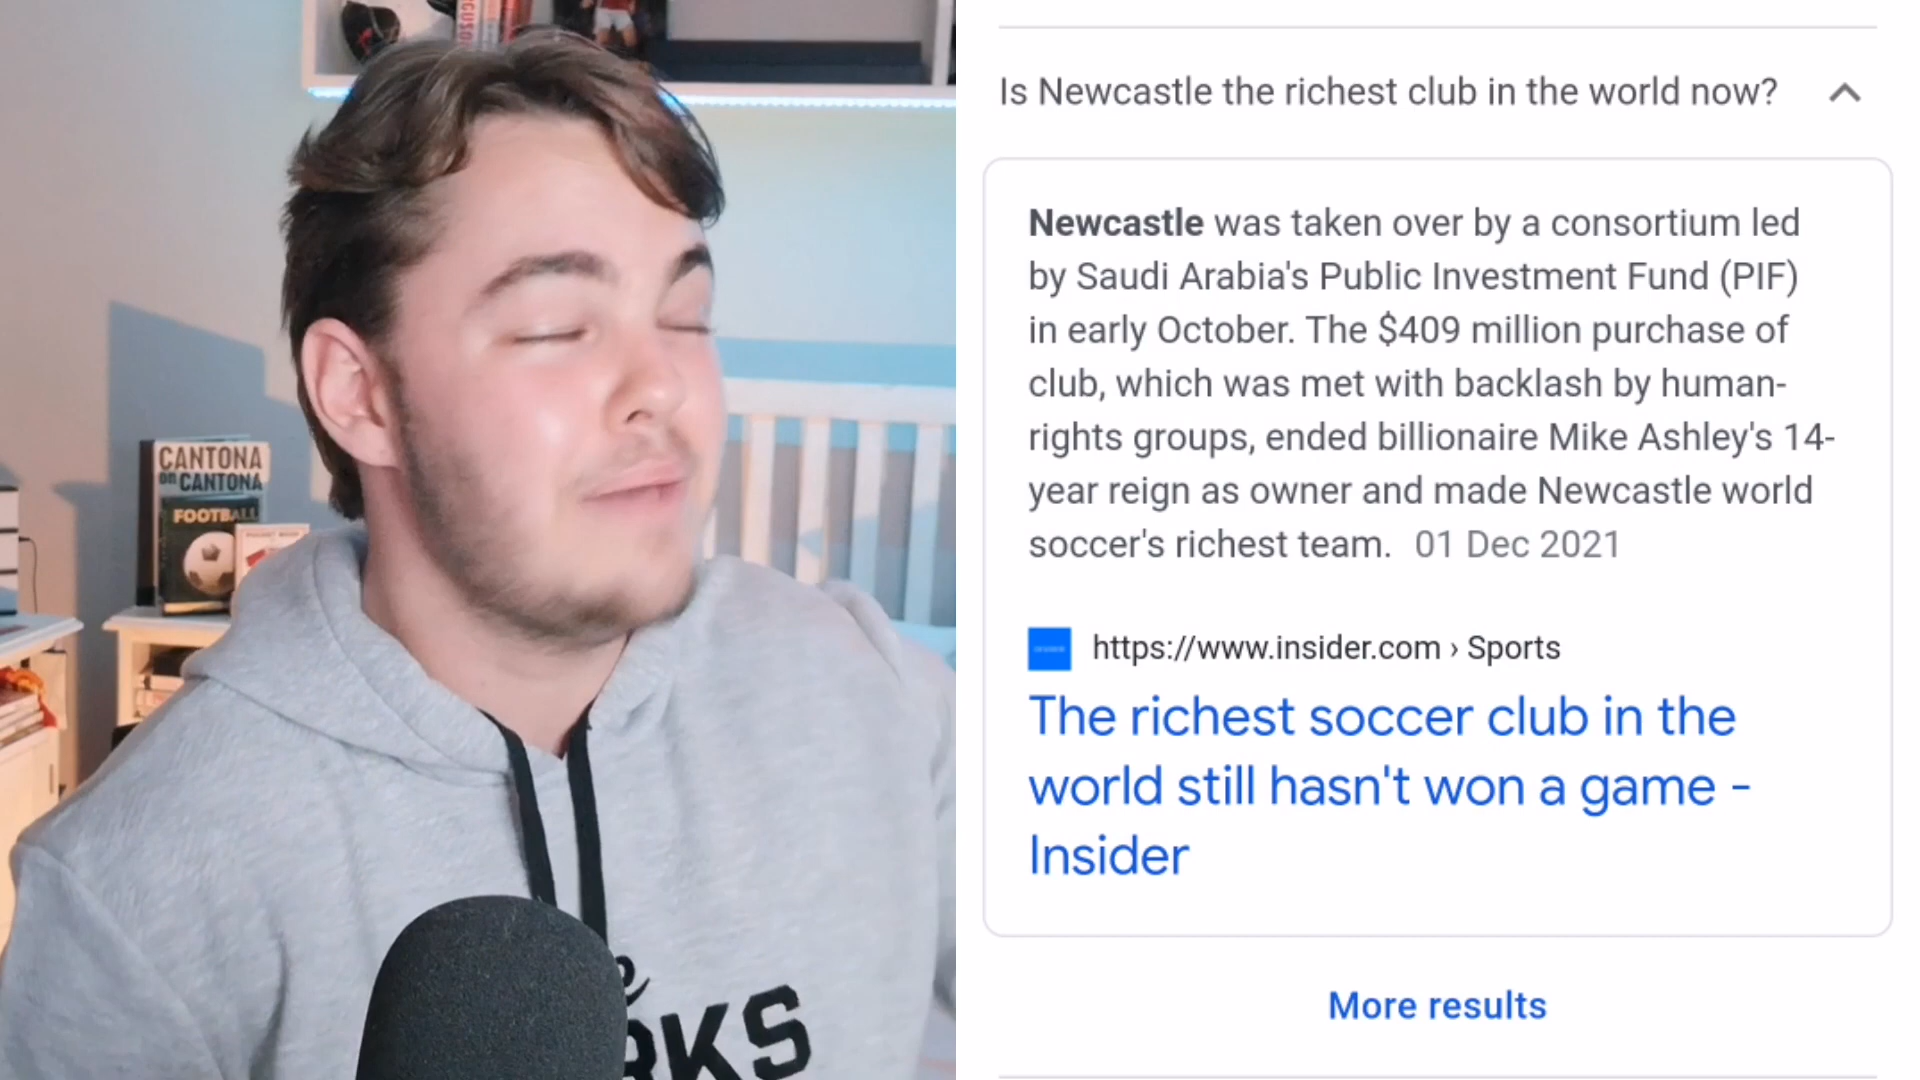 GUSO
CANTONA
on CANTONA
FOOTBALL
RKS
Is Newcastle the richest club in the world now?
Newcastle was taken over by a consortium led
by Saudi Arabia's Public Investment Fund (PIF)
in early October. The $409 million purchase of
club, which was met with backlash by human-
rights groups, ended billionaire Mike Ashley's 14-
year reign as owner and made Newcastle world
soccer's richest team. 01 Dec 2021
https://www.insider.com › Sports
The richest soccer club in the
world still hasn't won a game -
Insider
More results